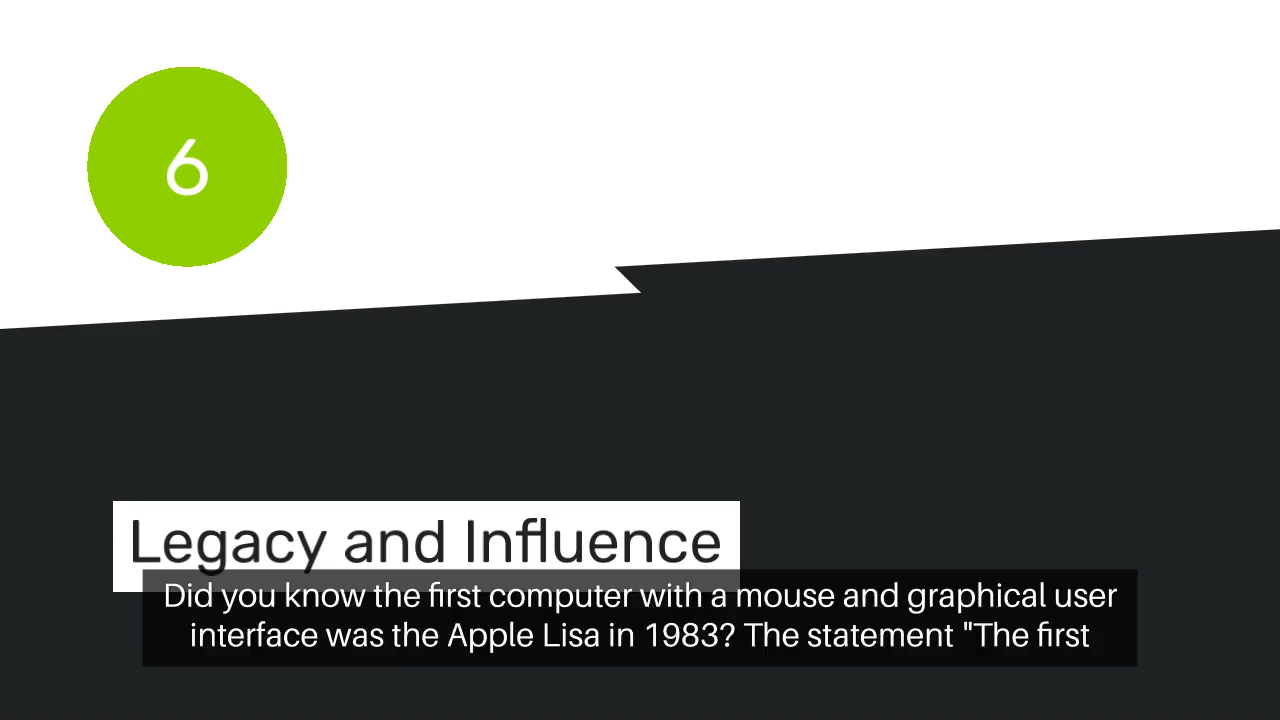 6
Legacy and Influence
Did you know the first computer with a mouse and graphical user
interface was the Apple Lisa in 1983? The statement "The first